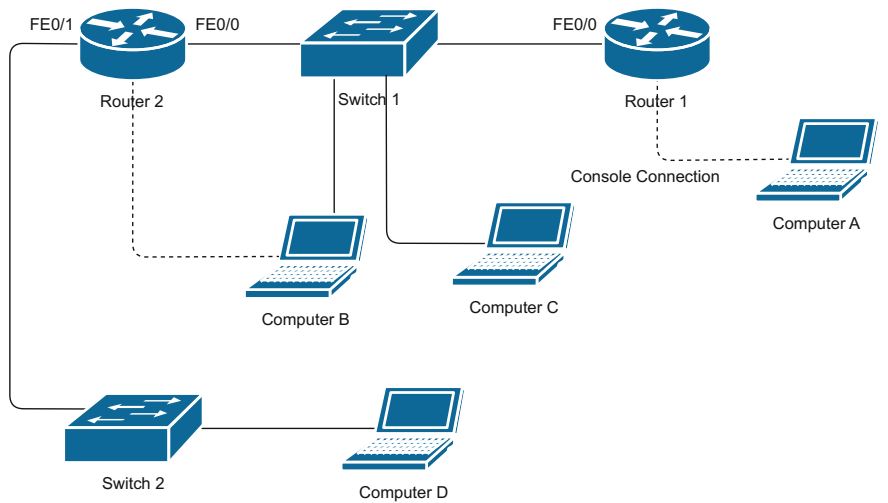 FE0/1
FE0/0
FE0/0
Router 2
Switch 1
Router 1
Console Connection
Computer A
Computer B
Computer C
Switch 2
Computer D